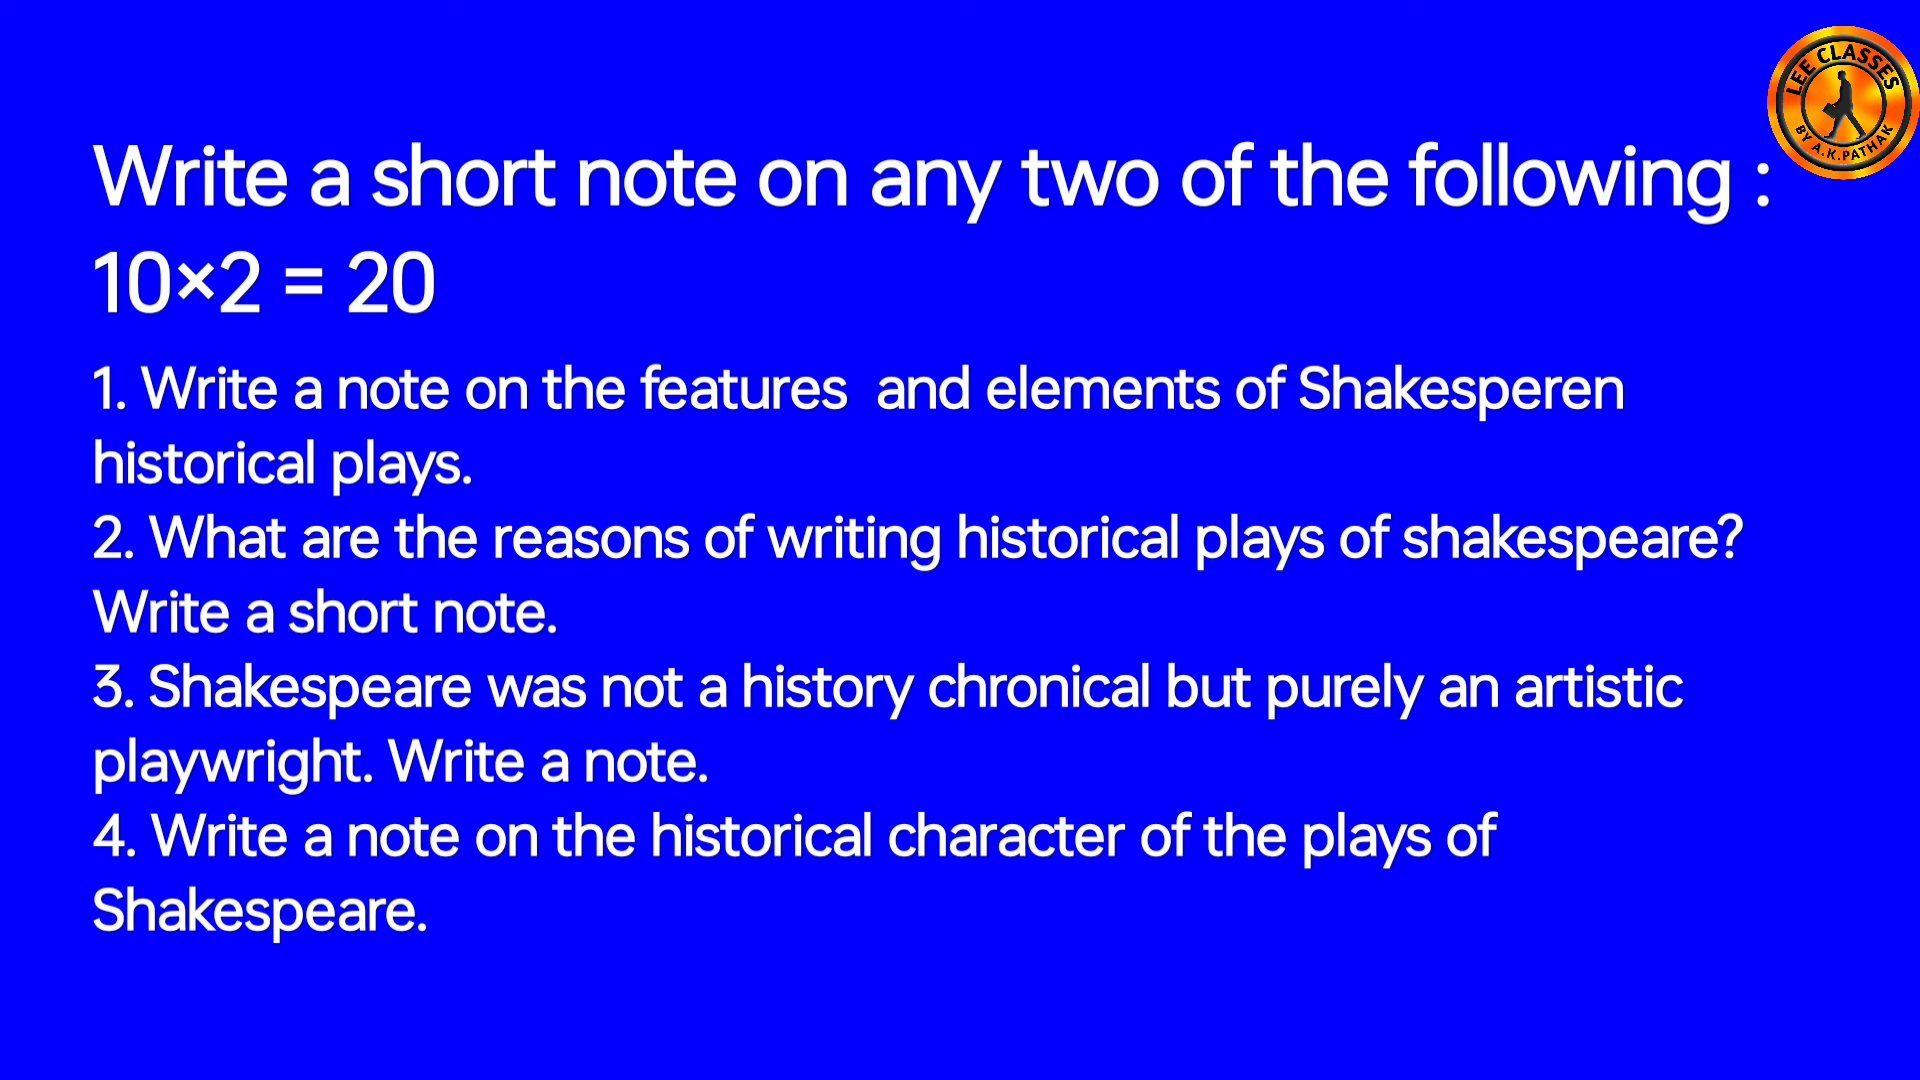 LEE CLASSES
BY A.K.PATHAK
Write a short note on any two of the following :
10×2 = 20
1. Write a note on the features  and elements of Shakesperen
historical plays.
2. What are the reasons of writing historical plays of shakespeare?
Write a short note.
3. Shakespeare was not a history chronical but purely an artistic
playwright. Write a note.
4. Write a note on the historical character of the plays of
Shakespeare.